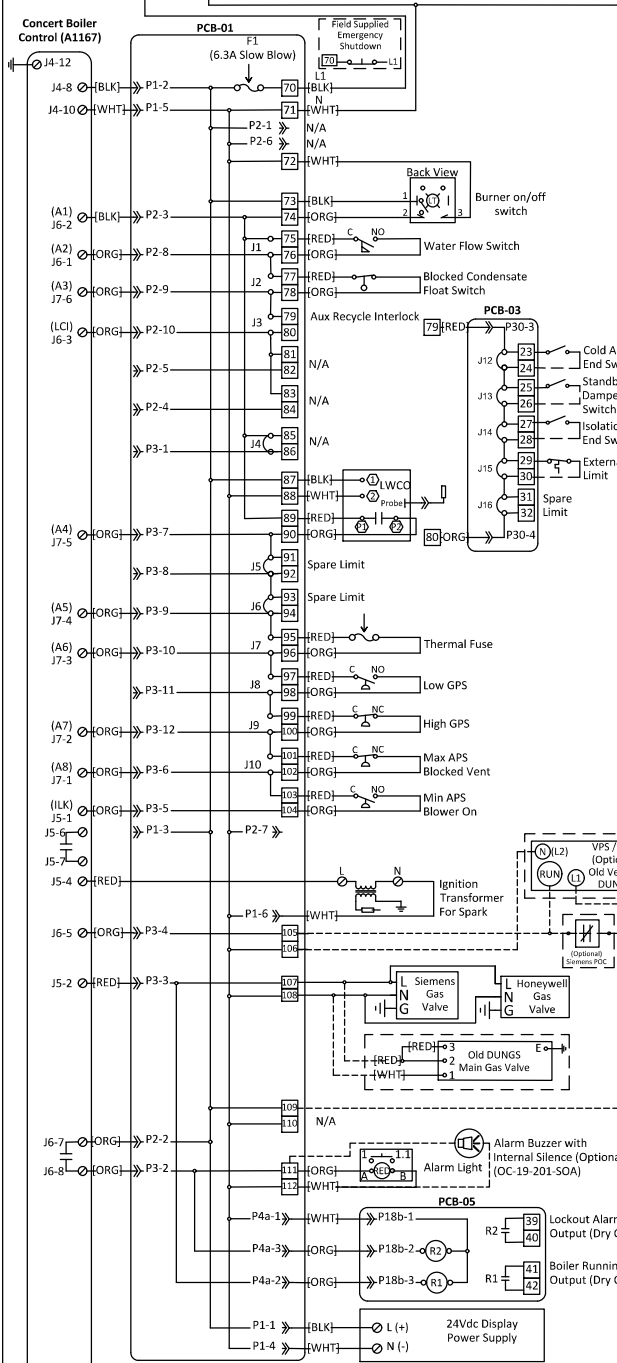 Concert Boiler
Control (A1167)
PCB-01
F1
(6.3A Slow Blow)
Field Supplied
Emergency
Shutdown
70 L1
J4-12
J4-8 [BLK] P1-2 70 L1 [BLK]
J4-10 [WHT] P1-5 71 N [WHT]
P2-1 N/A
P2-6 N/A
72 [WHT]
Back View
73 [BLK] 1 LT
Burner on/off
switch
(A1)
J6-2 [BLK] P2-3 74 [ORG] 2 3
75 [RED] C NO
Water Flow Switch
(A2)
J6-1 [ORG] P2-8 J1 76 [ORG]
77 [RED]
Blocked Condensate
Float Switch
(A3)
J7-6 [ORG] P2-9 J2 78 [ORG]
79
Aux Recycle Interlock
(LCI)
J6-3 [ORG] P2-10 J3 80
PCB-03
79 [RED] P30-3
J12 23 24
Cold A
End Sw
J13 25 26
Standb
Dampe
Switch
J14 27 28
Isolatio
End Sw
J15 29 30
Externa
Limit
J16 31 32
Spare
Limit
80 [ORG] P30-4
81
P2-5 82
N/A
83
P2-4 84
N/A
85
P3-1 J4 86
N/A
87 [BLK] 1
LWCO
88 [WHT] 2
Probe
89 [RED]
P1 P2
(A4)
J7-5 [ORG] P3-7 90 [ORG]
91
P3-8 J5 92
Spare Limit
93
Spare Limit
(A5)
J7-4 [ORG] P3-9 J6 94
95 [RED]
Thermal Fuse
(A6)
J7-3 [ORG] P3-10 J7 96 [ORG]
97 [RED] C NO
Low GPS
P3-11 J8 98 [ORG]
99 [RED] C NC
High GPS
(A7)
J7-2 [ORG] P3-12 J9 100 [ORG]
101 [RED] C NC
Max APS
Blocked Vent
(A8)
J7-1 [ORG] P3-6 J10 102 [ORG]
103 [RED] C NO
Min APS
Blower On
(ILK)
J5-1 [ORG] P3-5 104 [ORG]
J5-6 P1-3 P2-7
J5-7
N (L2)
VPS /
(Optio
Old Ve
DUN
RUN L1
J5-4 [RED] L N
Ignition
Transformer
For Spark
P1-6 [WHT]
J6-5 [ORG] P3-4 105
106
(Optional)
Siemens POC
J5-2 [RED] P3-3 107
108
L
N
G
Siemens
Gas
Valve
L
N
G
Honeywell
Gas
Valve
[RED] 3
[RED] 2
[WHT] 1
Old DUNGS
Main Gas Valve
E
109
110 N/A
J6-7 [ORG] P2-2
J6-8 [ORG] P3-2 111 [ORG]
112 [WHT]
1 1.1
A RED B
Alarm Light
Alarm Buzzer with
Internal Silence (Optiona
(OC-19-201-SOA)
PCB-05
P4a-1 [WHT] P18b-1
R2 39 40
Lockout Alarm
Output (Dry C
P4a-3 [ORG] P18b-2 R2
R1 41 42
Boiler Runnin
Output (Dry C
P4a-2 [ORG] P18b-3 R1
P1-1 [BLK] L (+)
P1-4 [WHT] N (-)
24Vdc Display
Power Supply